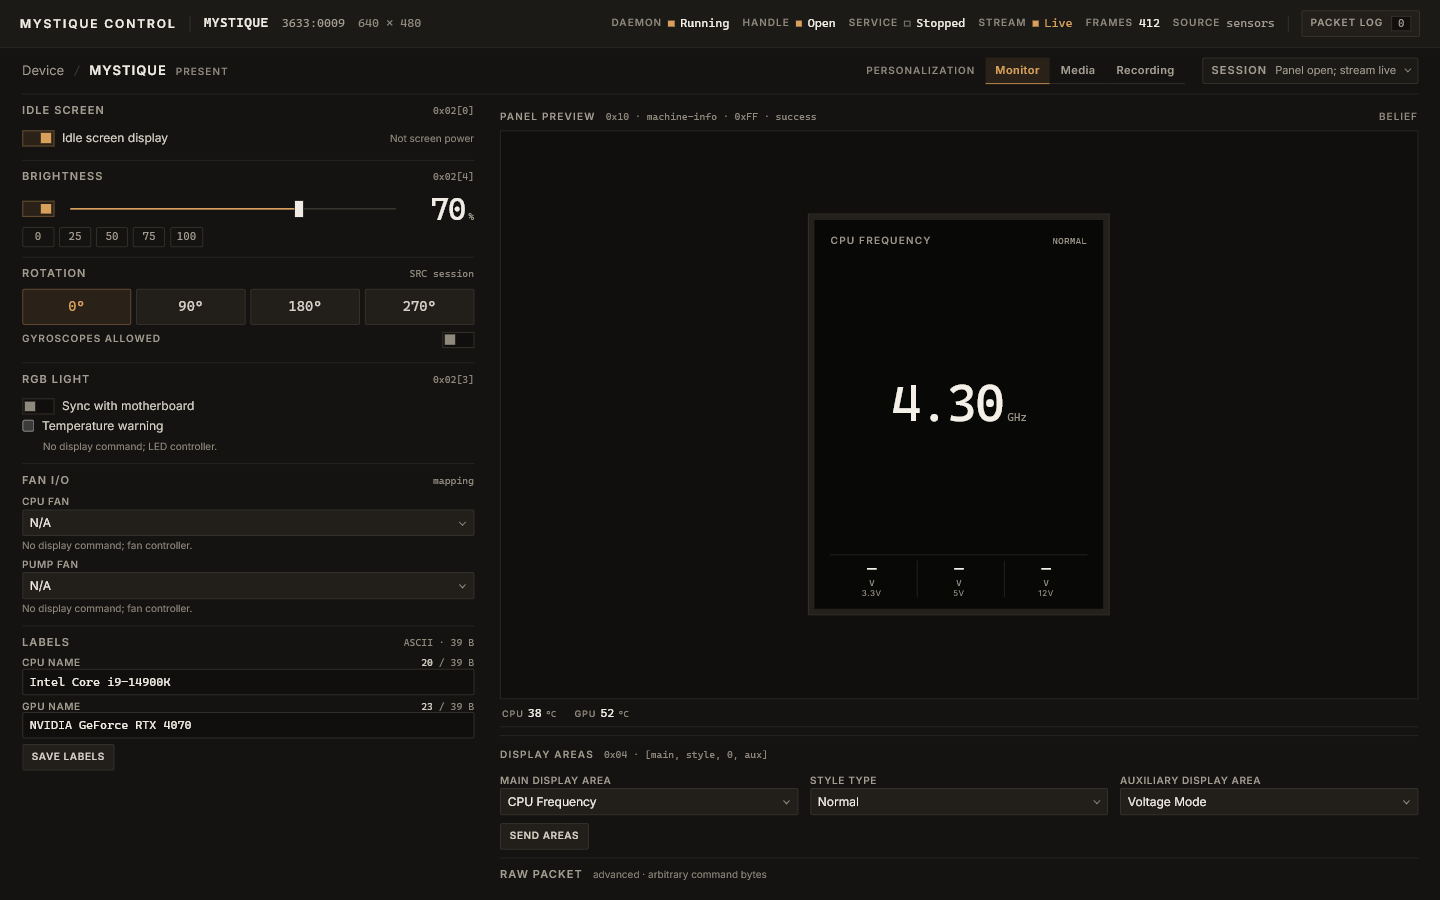 MYSTIQUE CONTROL MYSTIQUE 3633:0009 640 × 480 DAEMON Running HANDLE Open SERVICE Stopped STREAM Live FRAMES 412 SOURCE sensors PACKET LOG 0
Device / MYSTIQUE PRESENT PERSONALIZATION Monitor Media Recording SESSION Panel open; stream live
IDLE SCREEN 0x02[0]
Idle screen display Not screen power
BRIGHTNESS 0x02[4]
70 %
0 25 50 75 100
ROTATION SRC session
0° 90° 180° 270°
GYROSCOPES ALLOWED
RGB LIGHT 0x02[3]
Sync with motherboard
Temperature warning
No display command; LED controller.
FAN I/O mapping
CPU FAN
N/A
No display command; fan controller.
PUMP FAN
N/A
No display command; fan controller.
LABELS ASCII · 39 B
CPU NAME 20 / 39 B
Intel Core i9-14900K
GPU NAME 23 / 39 B
NVIDIA GeForce RTX 4070
SAVE LABELS
PANEL PREVIEW 0x10 · machine-info · 0xFF · success BELIEF
CPU FREQUENCY NORMAL
4.30 GHz
— — —
V V V
3.3V 5V 12V
CPU 38 °C GPU 52 °C
DISPLAY AREAS 0x04 · [main, style, 0, aux]
MAIN DISPLAY AREA STYLE TYPE AUXILIARY DISPLAY AREA
CPU Frequency Normal Voltage Mode
SEND AREAS
RAW PACKET advanced · arbitrary command bytes